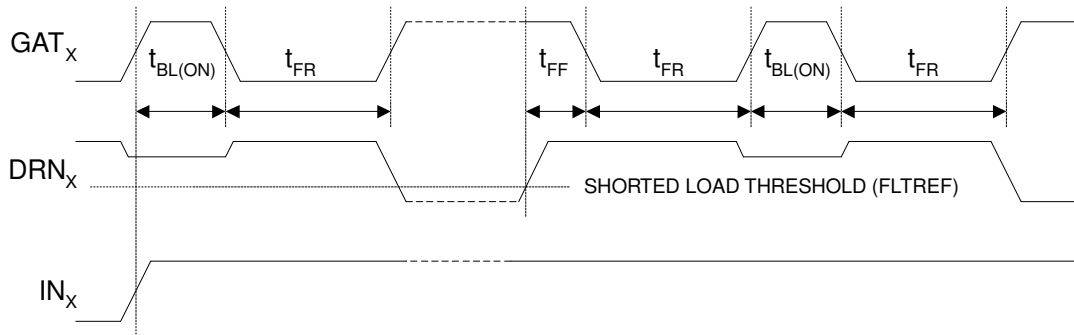 GATX
tBL(ON)
tFR
tFF
tFR
tBL(ON)
tFR
DRNX
SHORTED LOAD THRESHOLD (FLTREF)
INX